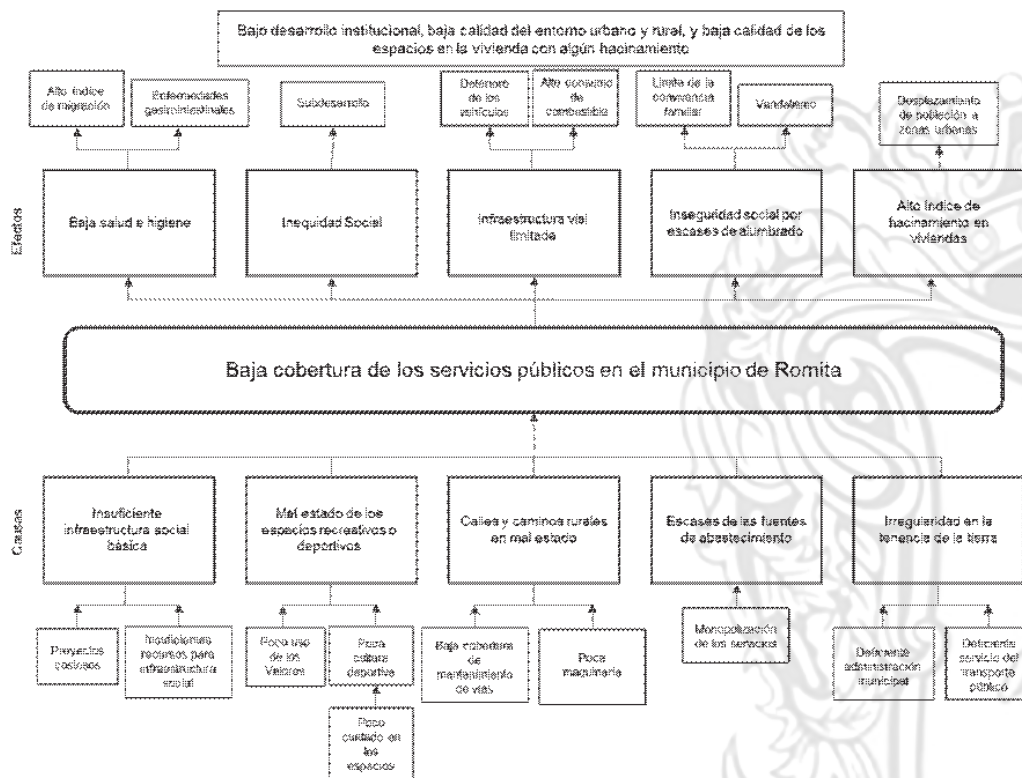 Bajo desarrollo institucional, baja calidad del entorno urbano y rural, y baja calidad de los
espacios en la vivienda con algún hacinamiento
Alto índice
de migración
Enfermedades
gastrointestinales
Subdesarrollo
Deterioro
de los
vehículos
Alto consumo
de
combustible
Limita de la
convivencia
familiar
Vandalismo
Desplazamiento
de población a
zonas urbanas
Efectos
Baja salud e higiene
Inequidad Social
Infraestructura vial
limitada
Inseguridad social por
escases de alumbrado
Alto índice de
hacinamiento en
viviendas
Baja cobertura de los servicios públicos en el municipio de Romita
Causas
Insuficiente
infraestructura social
básica
Mal estado de los
espacios recreativos o
deportivos
Calles y caminos rurales
en mal estado
Escases de las fuentes
de abastecimiento
Irregularidad en la
tenencia de la tierra
Proyectos
costosos
Insuficientes
recursos para
infraestructura
social
Poco uso
de los
Valores
Poca
cultura
deportiva
Baja cobertura
de
mantenimiento
de vías
Poca
maquinaria
Monopolización
de los servicios
Deficiente
administración
municipal
Deficiente
servicio del
transporte
público
Poco
cuidado en
los
espacios